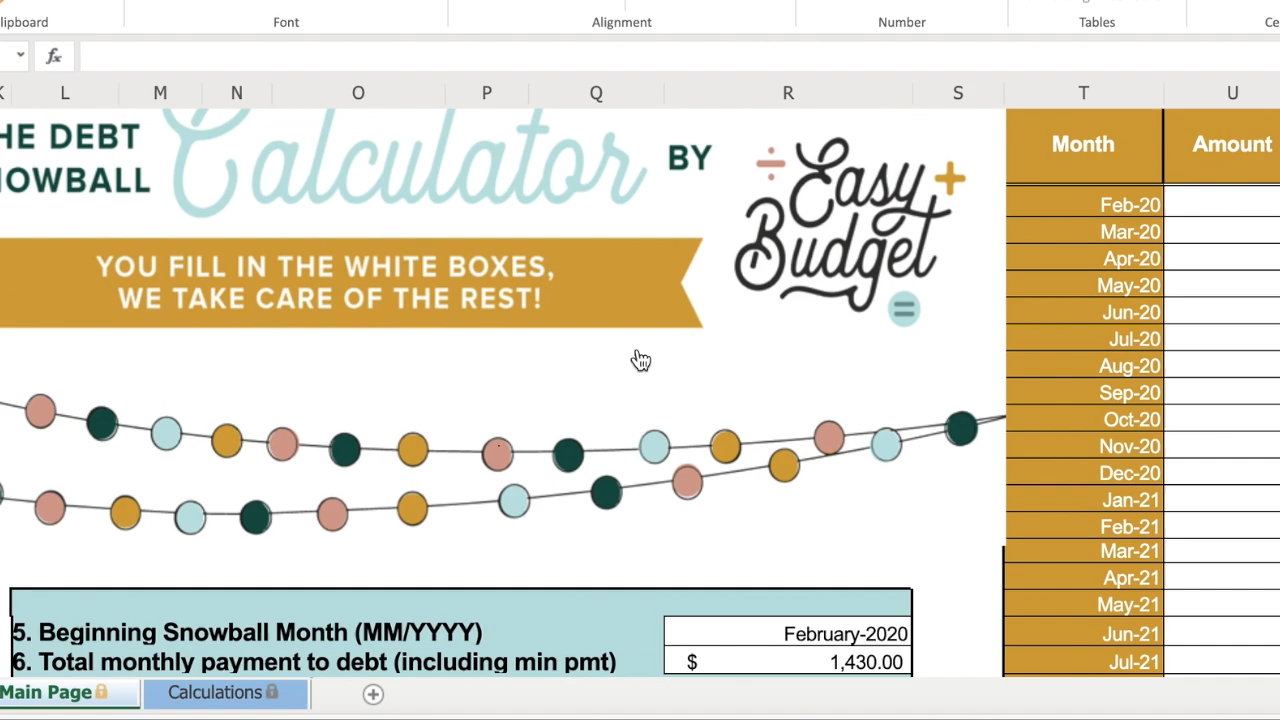 lipboard
Font
Alignment
Number
Tables
Ce
fx
K L M N O P Q R S T U
HE DEBT
NOWBALL
Calculator
BY
÷ Easy +
Budget
=
YOU FILL IN THE WHITE BOXES,
WE TAKE CARE OF THE REST!
Month Amount
Feb-20
Mar-20
Apr-20
May-20
Jun-20
Jul-20
Aug-20
Sep-20
Oct-20
Nov-20
Dec-20
Jan-21
Feb-21
Mar-21
Apr-21
May-21
Jun-21
Jul-21
5. Beginning Snowball Month (MM/YYYY) February-2020
6. Total monthly payment to debt (including min pmt) $ 1,430.00
Main Page Calculations +